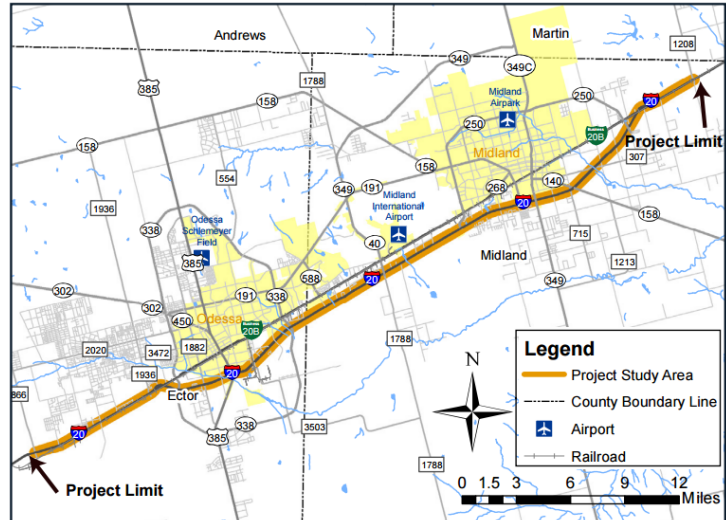 Andrews
Martin
1208
349
349C
1788
385
20
Project Limit
158
Midland
Airpark
250
250
Business
20B
158
Midland
307
158
554
1936
349
191
Midland
International
Airport
268
140
20
158
338
Odessa
Schlemeyer
Field
385
40
715
Midland
1213
588
20
349
302
302
191
338
450
Odessa
Business
20B
2020
3472
1882
1788
1936
20
866
Ector
385
338
3503
20
1788
Project Limit
N
Legend
Project Study Area
County Boundary Line
Airport
Railroad
0 1.5 3 6 9 12
Miles